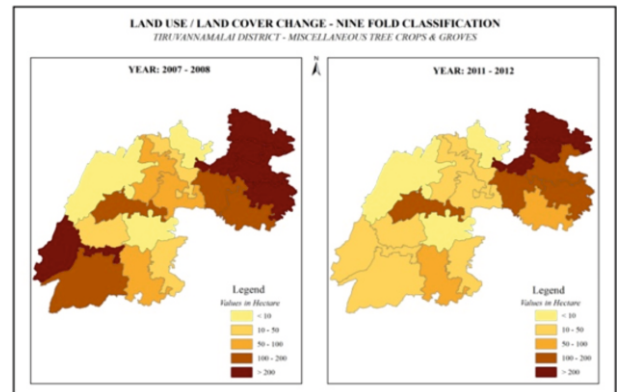 LAND USE / LAND COVER CHANGE - NINE FOLD CLASSIFICATION
TIRUVANNAMALAI DISTRICT - MISCELLANEOUS TREE CROPS & GROVES
N
YEAR: 2007 - 2008
YEAR: 2011 - 2012
Legend
Values in Hectare
< 10
10 - 50
50 - 100
100 - 200
> 200
Legend
Values in Hectare
< 10
10 - 50
50 - 100
100 - 200
> 200